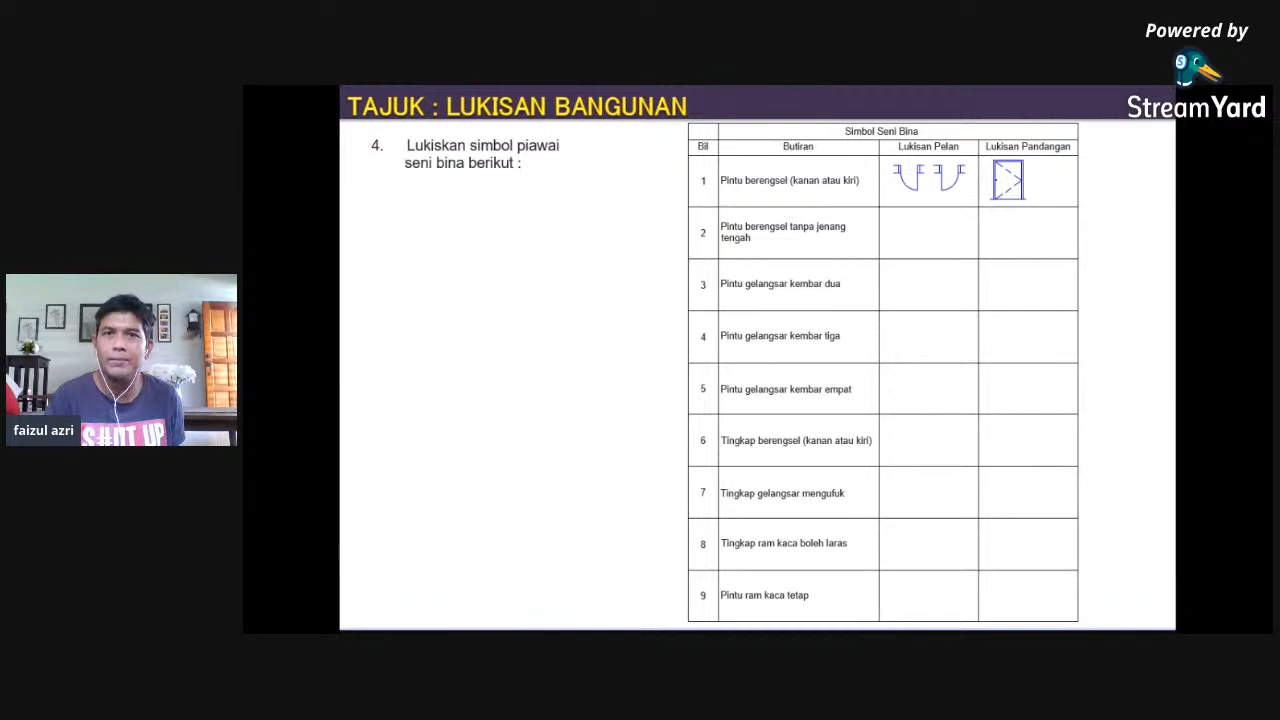 Powered by
StreamYard
TAJUK : LUKISAN BANGUNAN
4. Lukiskan simbol piawai
seni bina berikut :
Simbol Seni Bina
Bil Butiran Lukisan Pelan Lukisan Pandangan
1 Pintu berengsel (kanan atau kiri)
2 Pintu berengsel tanpa jenang
tengah
3 Pintu gelangsar kembar dua
4 Pintu gelangsar kembar tiga
5 Pintu gelangsar kembar empat
6 Tingkap berengsel (kanan atau kiri)
7 Tingkap gelangsar mengufuk
8 Tingkap ram kaca boleh laras
9 Pintu ram kaca tetap
faizul azri
S#OT UP